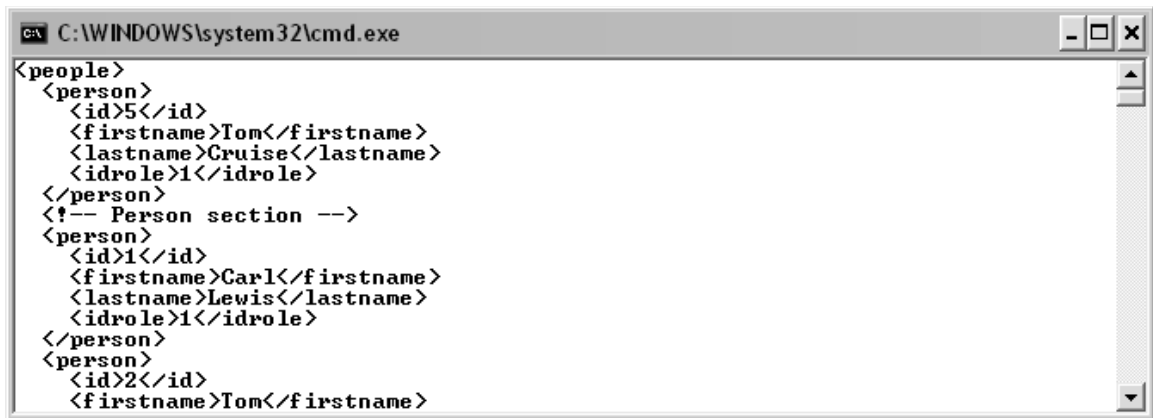 C:\WINDOWS\system32\cmd.exe
<people>
  <person>
    <id>5</id>
    <firstname>Tom</firstname>
    <lastname>Cruise</lastname>
    <idrole>1</idrole>
  </person>
  <!-- Person section -->
  <person>
    <id>1</id>
    <firstname>Carl</firstname>
    <lastname>Lewis</lastname>
    <idrole>1</idrole>
  </person>
  <person>
    <id>2</id>
    <firstname>Tom</firstname>